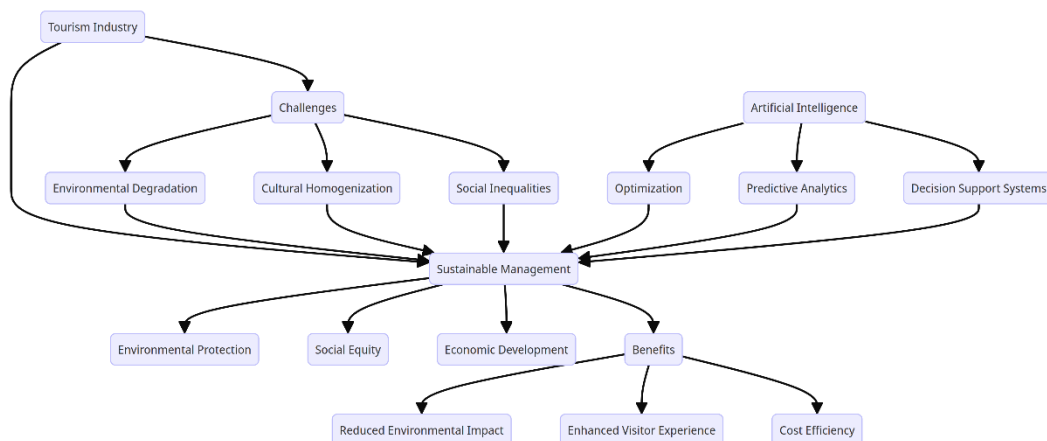 Tourism Industry
Challenges
Artificial Intelligence
Environmental Degradation
Cultural Homogenization
Social Inequalities
Optimization
Predictive Analytics
Decision Support Systems
Sustainable Management
Environmental Protection
Social Equity
Economic Development
Benefits
Reduced Environmental Impact
Enhanced Visitor Experience
Cost Efficiency